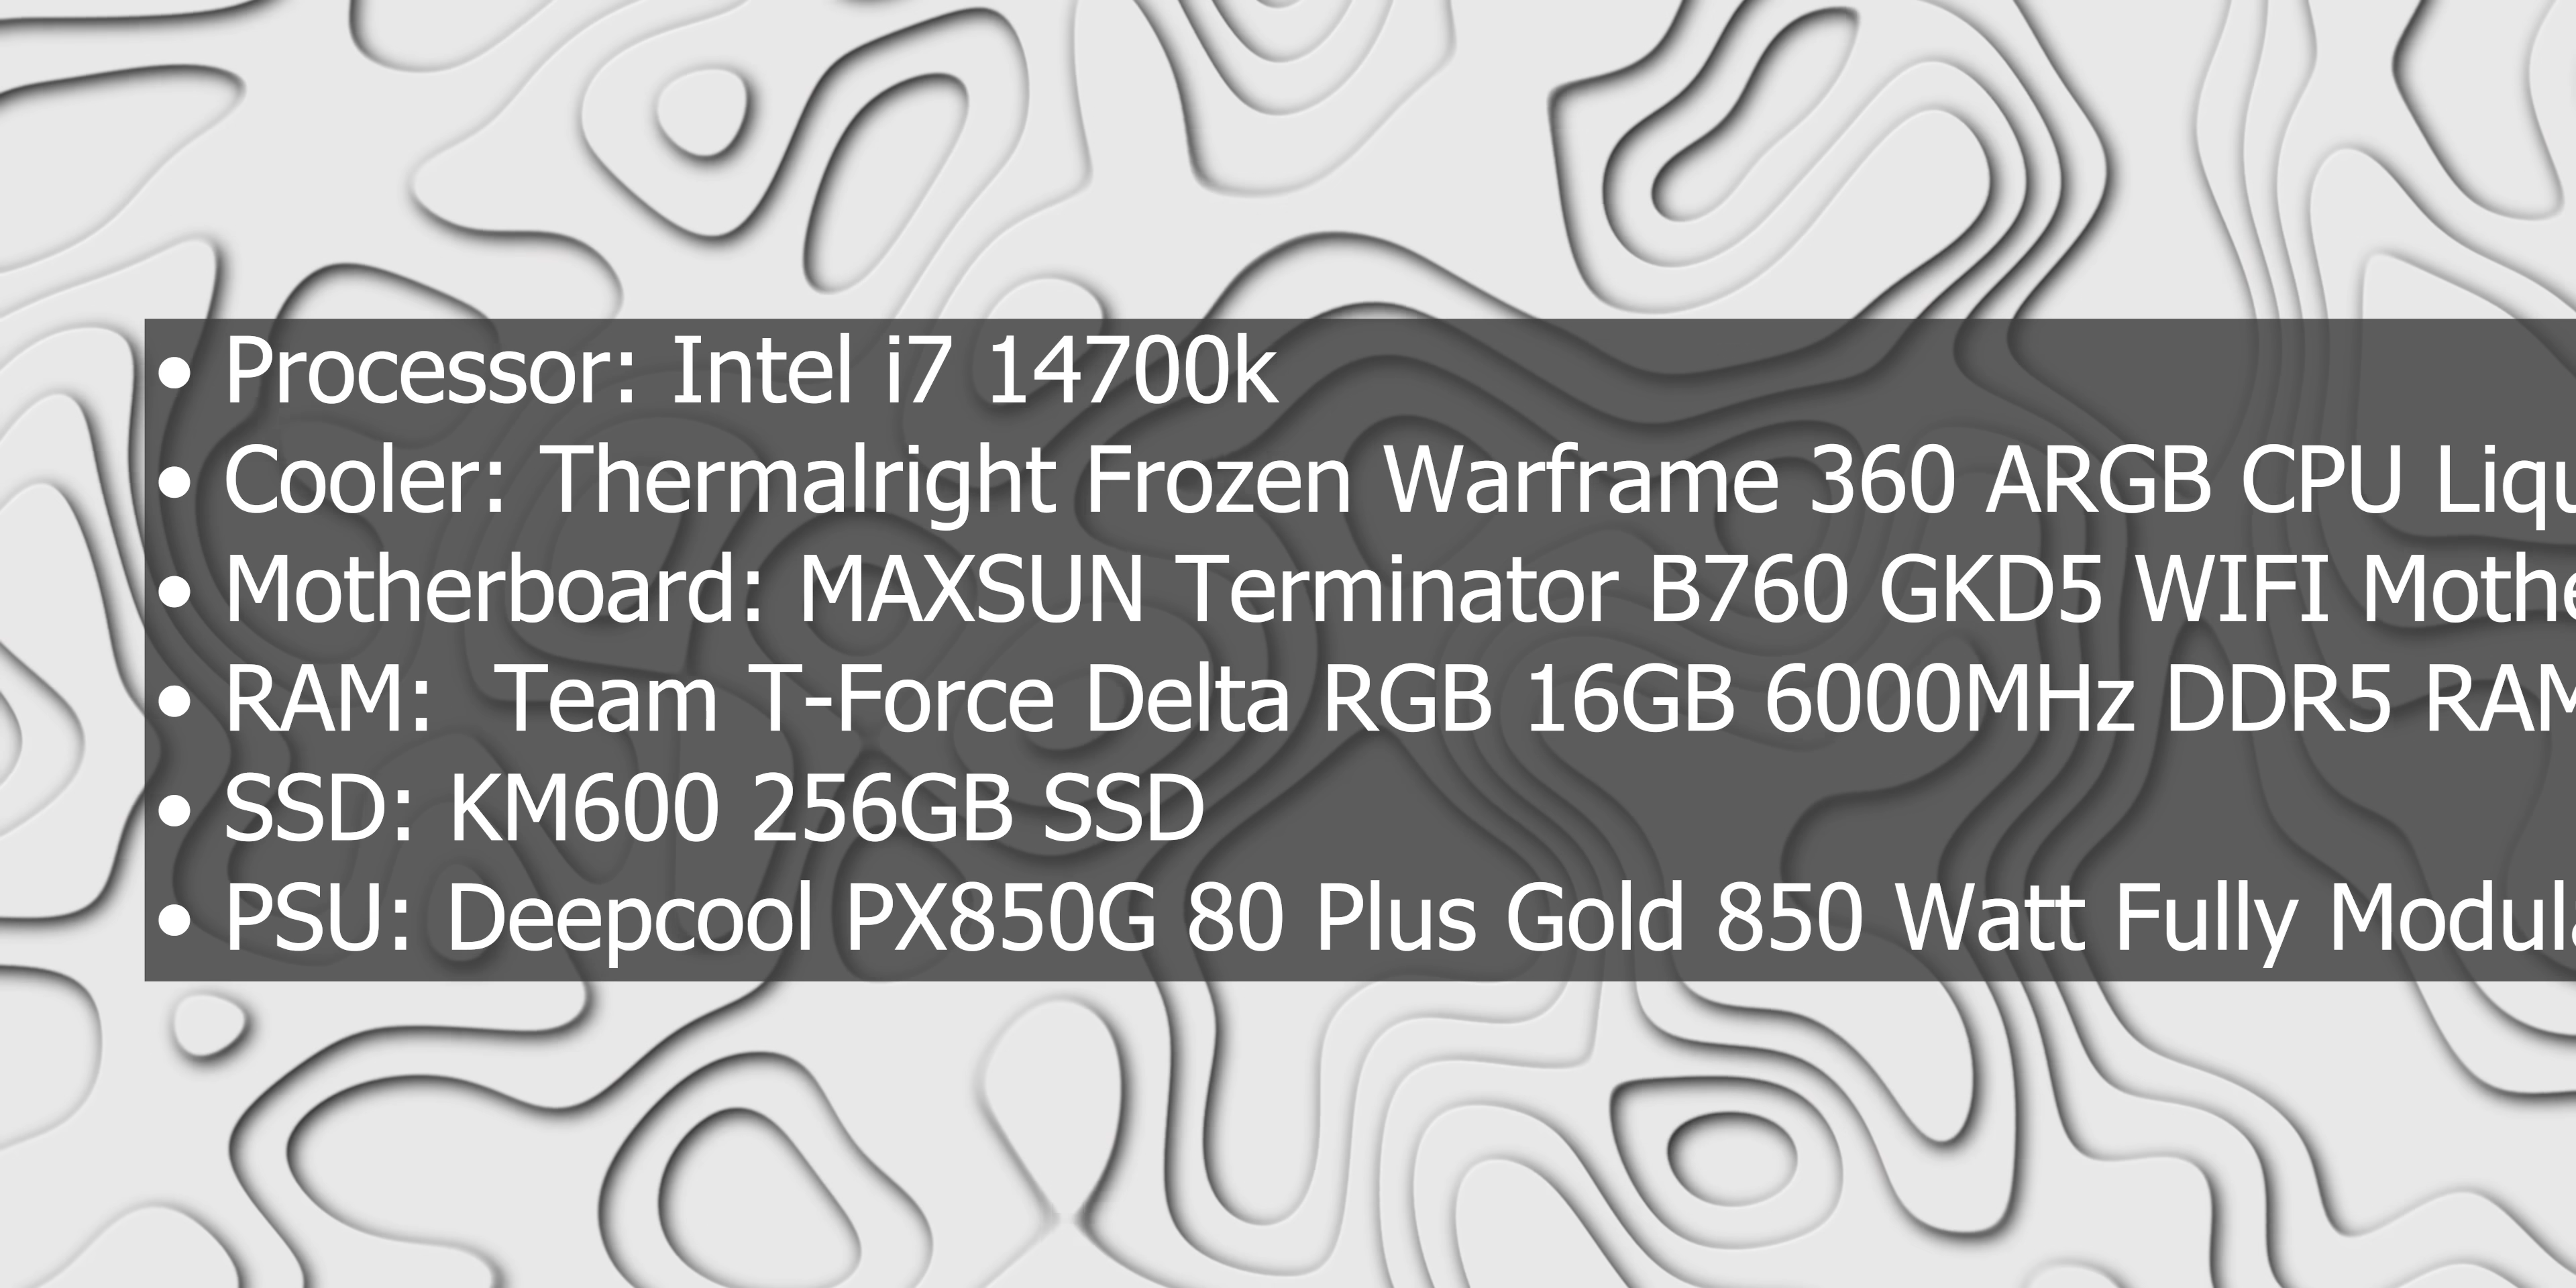 • Processor: Intel i7 14700k
• Cooler: Thermalright Frozen Warframe 360 ARGB CPU
• Motherboard: MAXSUN Terminator B760 GKD5 WIFI
• RAM:  Team T-Force Delta RGB 16GB 6000MHz DDR5 RAM
• SSD: KM600 256GB SSD
• PSU: Deepcool PX850G 80 Plus Gold 850 Watt Fully